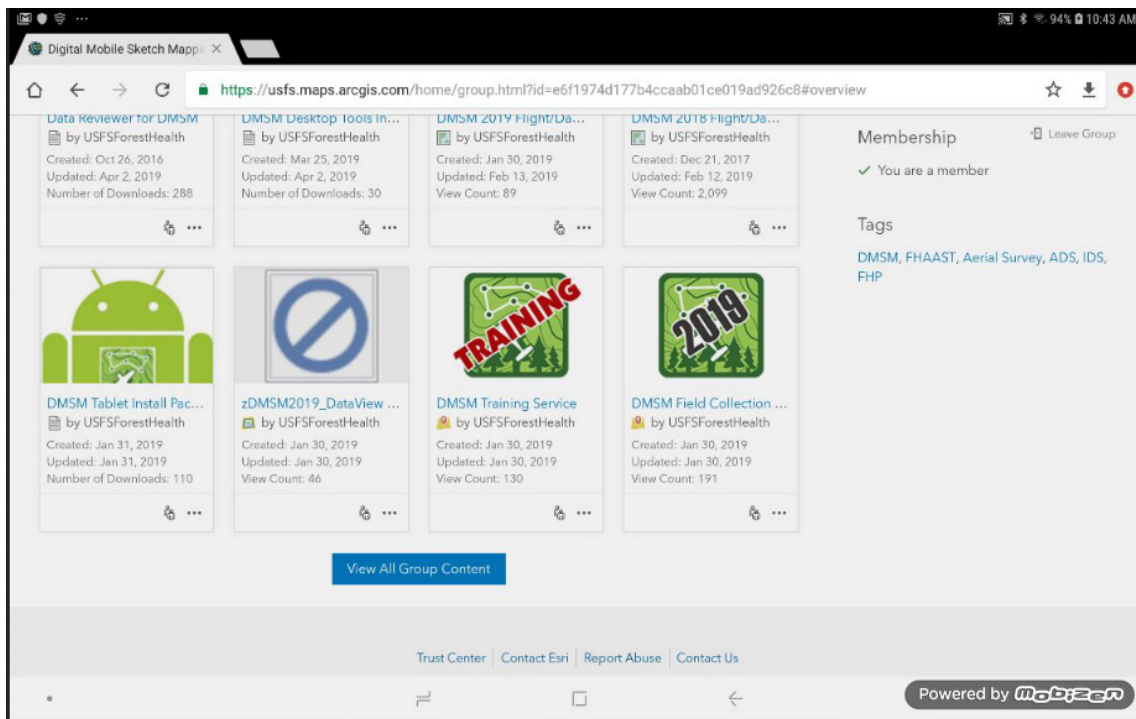 94% 10:43 AM
Digital Mobile Sketch Mappi
https://usfs.maps.arcgis.com/home/group.html?id=e6f1974d177b4ccaab01ce019ad926c8#overview
Data Reviewer for DMSM
by USFSForestHealth
Created: Oct 26, 2016
Updated: Apr 2, 2019
Number of Downloads: 288
DMSM Desktop Tools In...
by USFSForestHealth
Created: Mar 25, 2019
Updated: Apr 2, 2019
Number of Downloads: 30
DMSM 2019 Flight/Da...
by USFSForestHealth
Created: Jan 30, 2019
Updated: Feb 13, 2019
View Count: 89
DMSM 2018 Flight/Da...
by USFSForestHealth
Created: Dec 21, 2017
Updated: Feb 12, 2019
View Count: 2,099
Membership
Leave Group
You are a member
Tags
DMSM, FHAAST, Aerial Survey, ADS, IDS,
FHP
DMSM Tablet Install Pac...
by USFSForestHealth
Created: Jan 31, 2019
Updated: Jan 31, 2019
Number of Downloads: 110
zDMSM2019_DataView ...
by USFSForestHealth
Created: Jan 30, 2019
Updated: Jan 30, 2019
View Count: 46
TRAINING
DMSM Training Service
by USFSForestHealth
Created: Jan 30, 2019
Updated: Jan 30, 2019
View Count: 130
2019
DMSM Field Collection ...
by USFSForestHealth
Created: Jan 30, 2019
Updated: Jan 30, 2019
View Count: 191
View All Group Content
Trust Center
Contact Esri
Report Abuse
Contact Us
Powered by mobizen